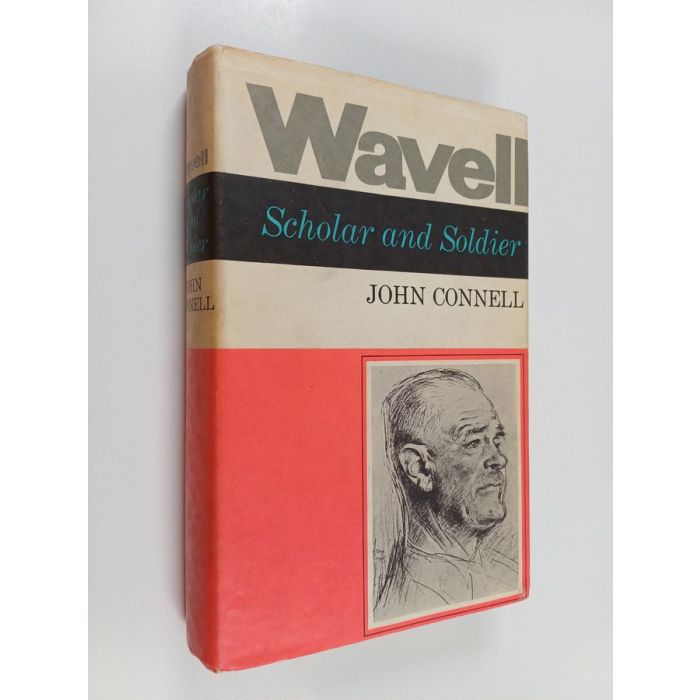 Wavell
Scholar and Soldier
JOHN CONNELL